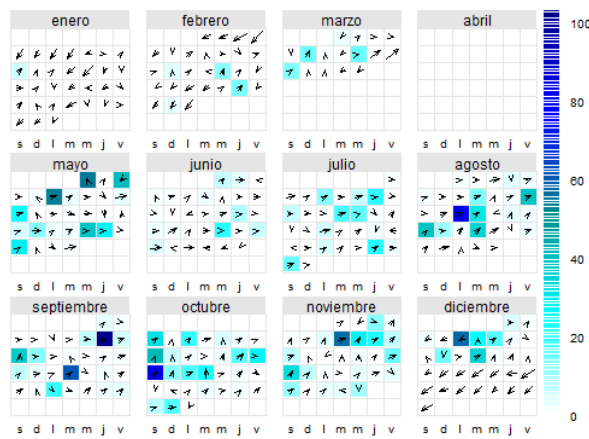 enero febrero marzo abril
100
80
s d l m m j v s d l m m j v s d l m m j v s d l m m j v
mayo junio julio agosto
60
40
s d l m m j v s d l m m j v s d l m m j v s d l m m j v
septiembre octubre noviembre diciembre
20
0
s d l m m j v s d l m m j v s d l m m j v s d l m m j v